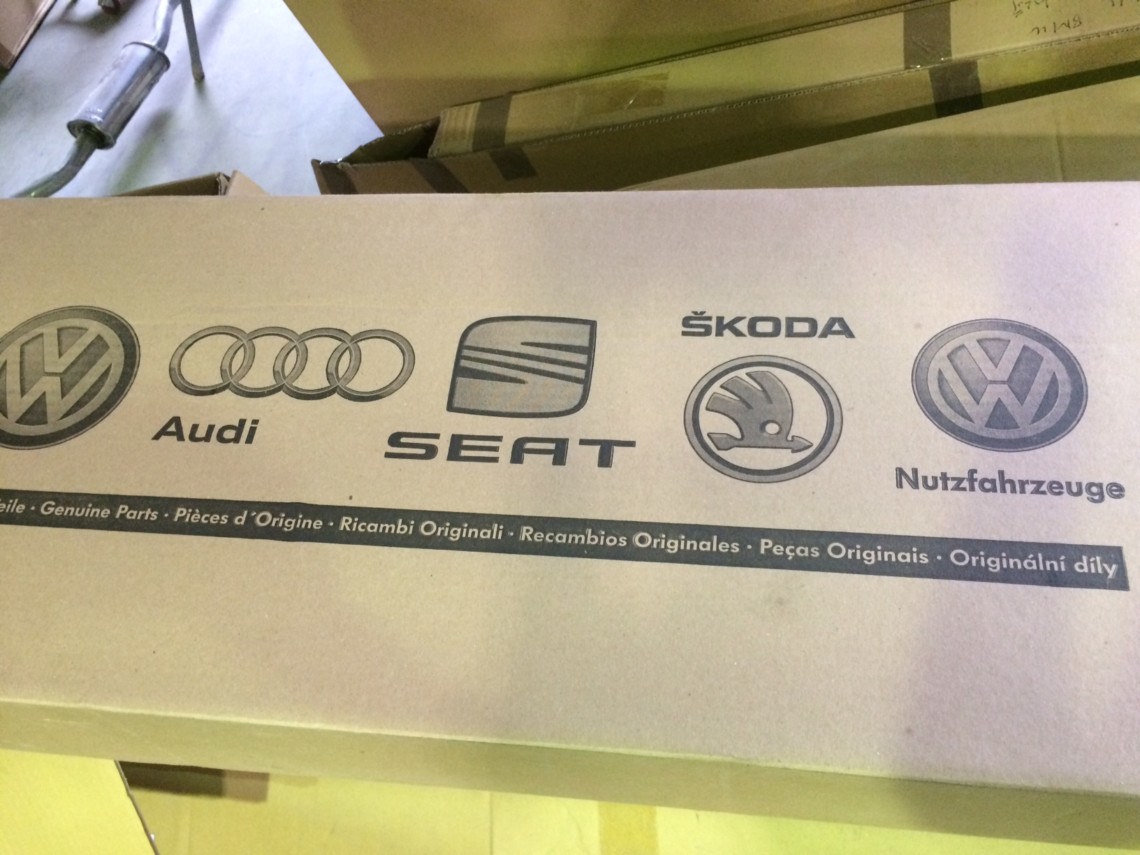 Audi
SEAT
ŠKODA
Nutzfahrzeuge
eile · Genuine Parts · Pièces d´Origine · Ricambi Originali · Recambios Originales · Peças Originais · Originální díly